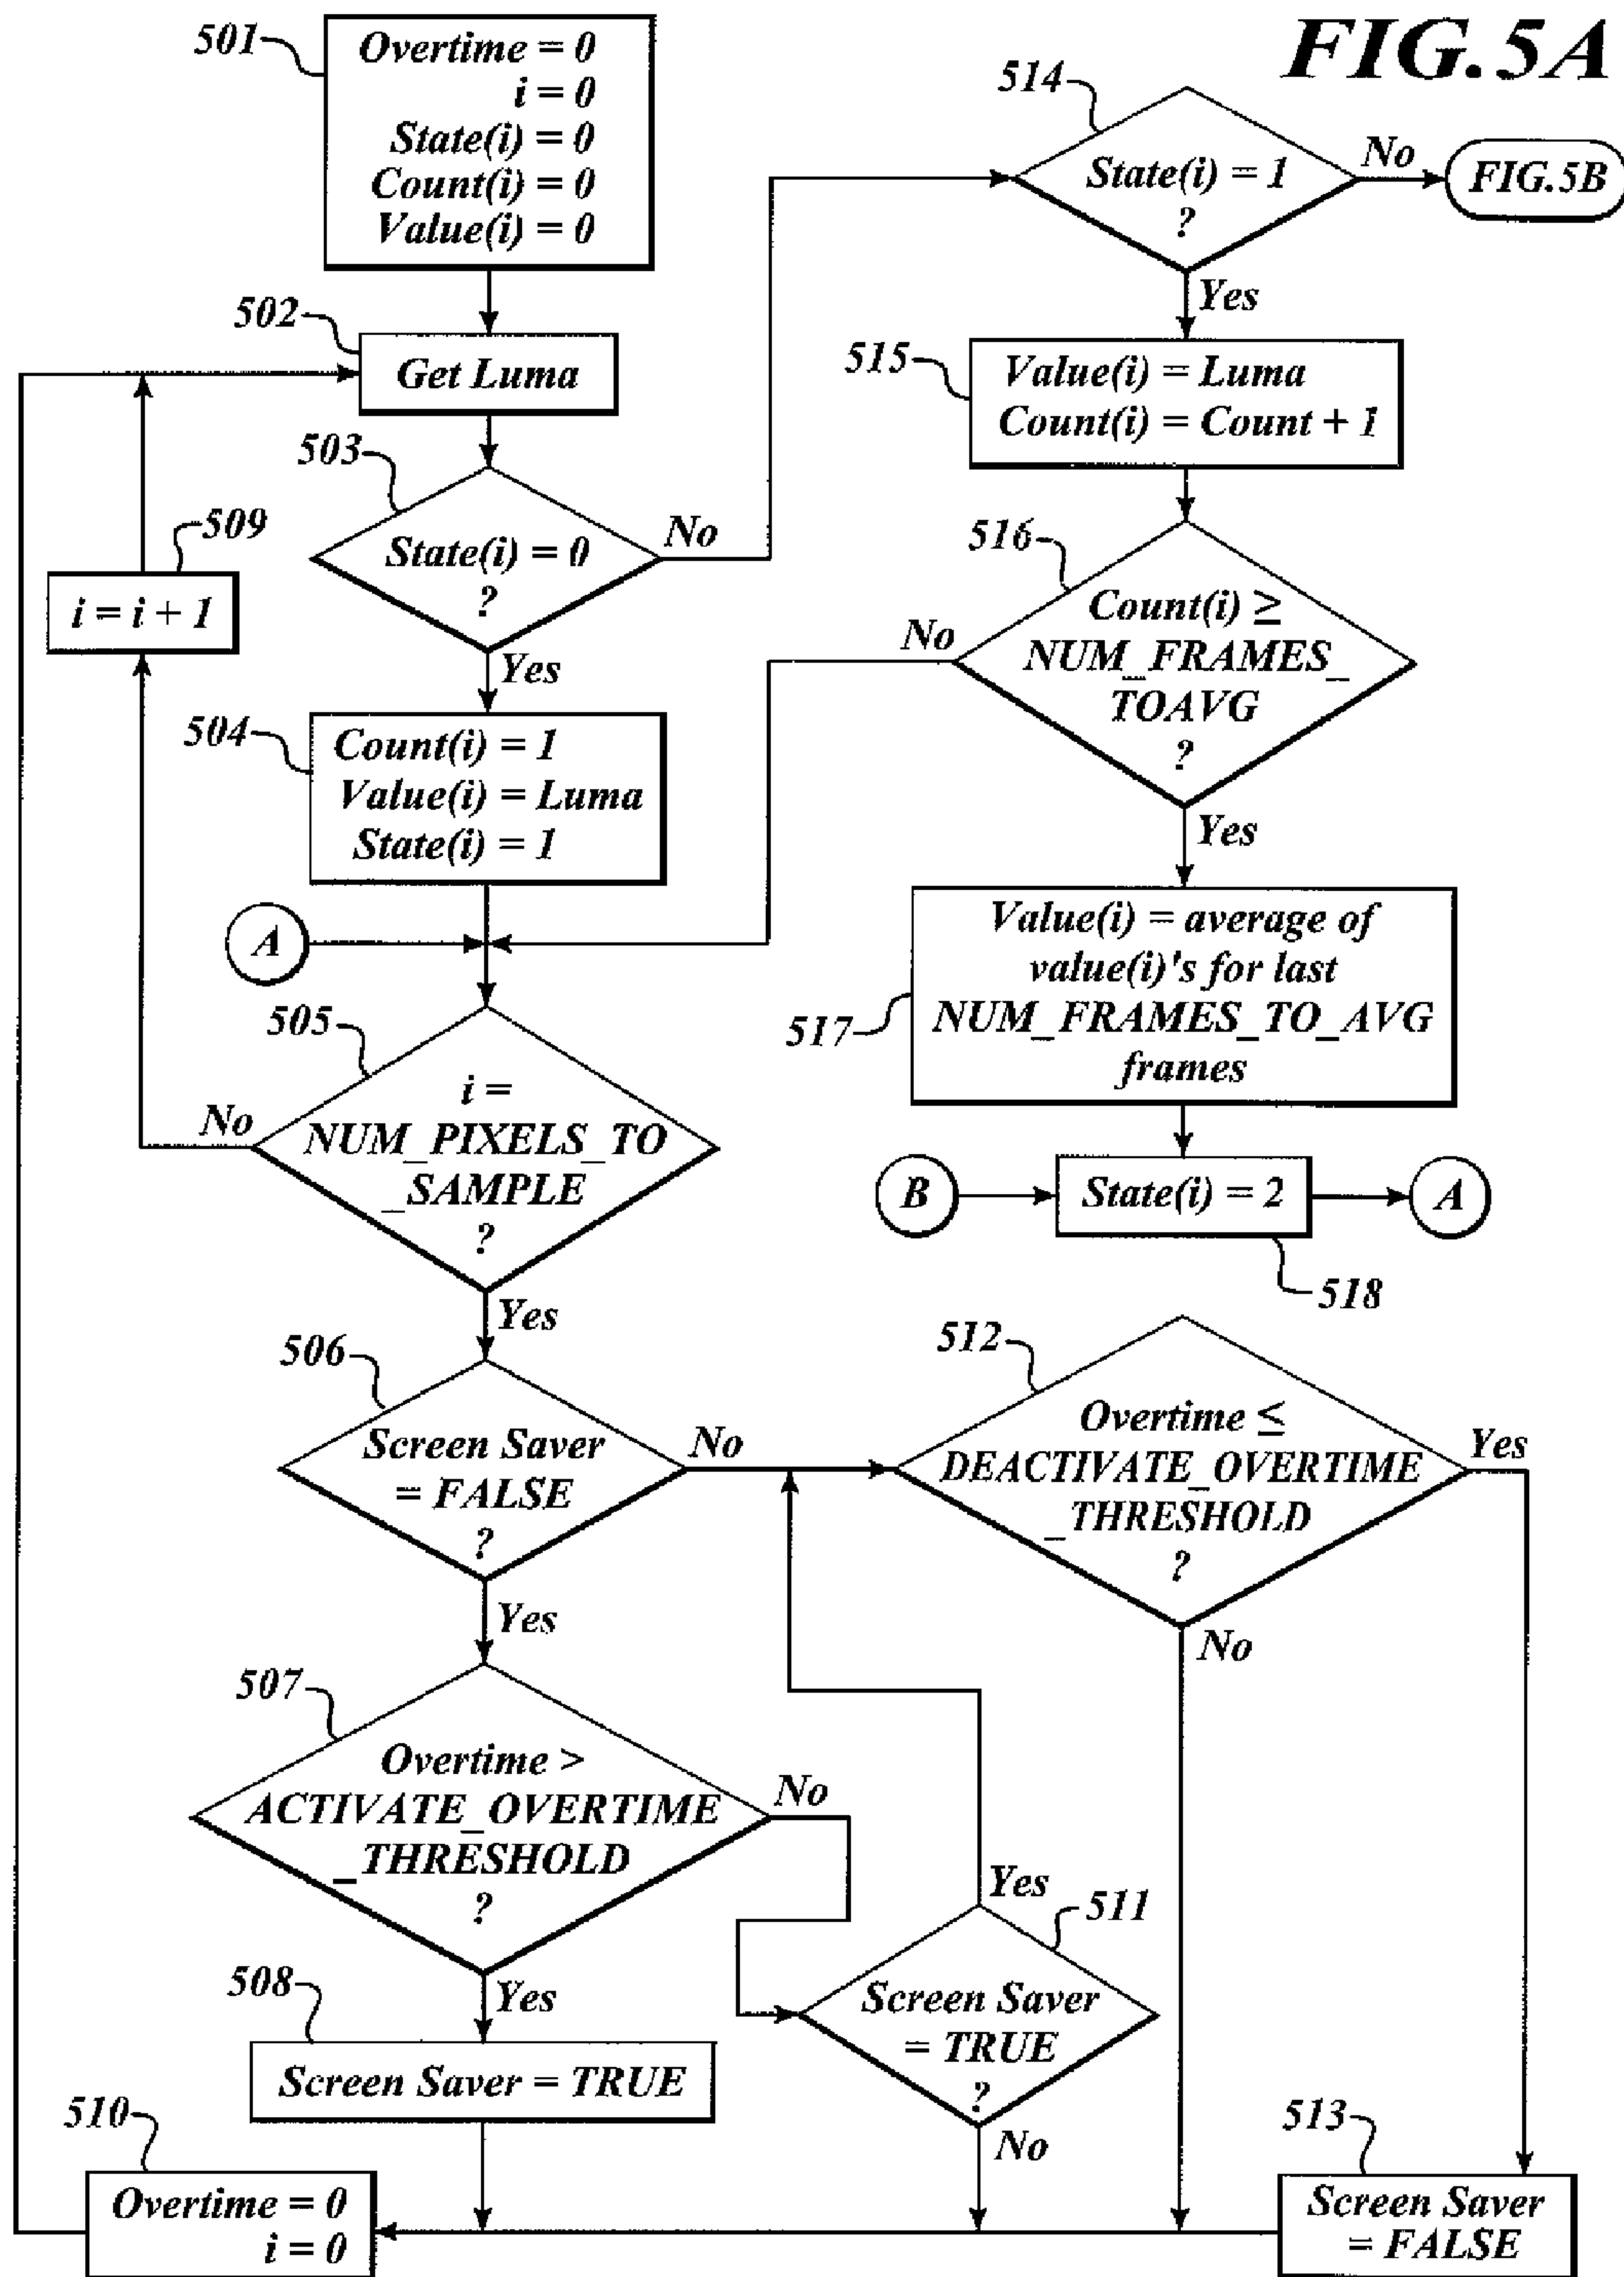 FIG.5A
501
Overtime = 0
i = 0
State(i) = 0
Count(i) = 0
Value(i) = 0
502
Get Luma
503
State(i) = 0
?
No
Yes
509
i = i + 1
504
Count(i) = 1
Value(i) = Luma
State(i) = 1
A
505
i =
NUM_PIXELS_TO
_SAMPLE
?
No
Yes
506
Screen Saver
= FALSE
?
No
Yes
507
Overtime >
ACTIVATE_OVERTIME
_THRESHOLD
?
No
Yes
508
Screen Saver = TRUE
510
Overtime = 0
i = 0
511
Screen Saver
= TRUE
?
Yes
No
512
Overtime ≤
DEACTIVATE_OVERTIME
_THRESHOLD
?
Yes
No
513
Screen Saver
= FALSE
514
State(i) = 1
?
No
FIG.5B
Yes
515
Value(i) = Luma
Count(i) = Count + 1
516
Count(i) ≥
NUM_FRAMES_
TOAVG
?
No
Yes
517
Value(i) = average of
value(i)'s for last
NUM_FRAMES_TO_AVG
frames
B
State(i) = 2
A
518